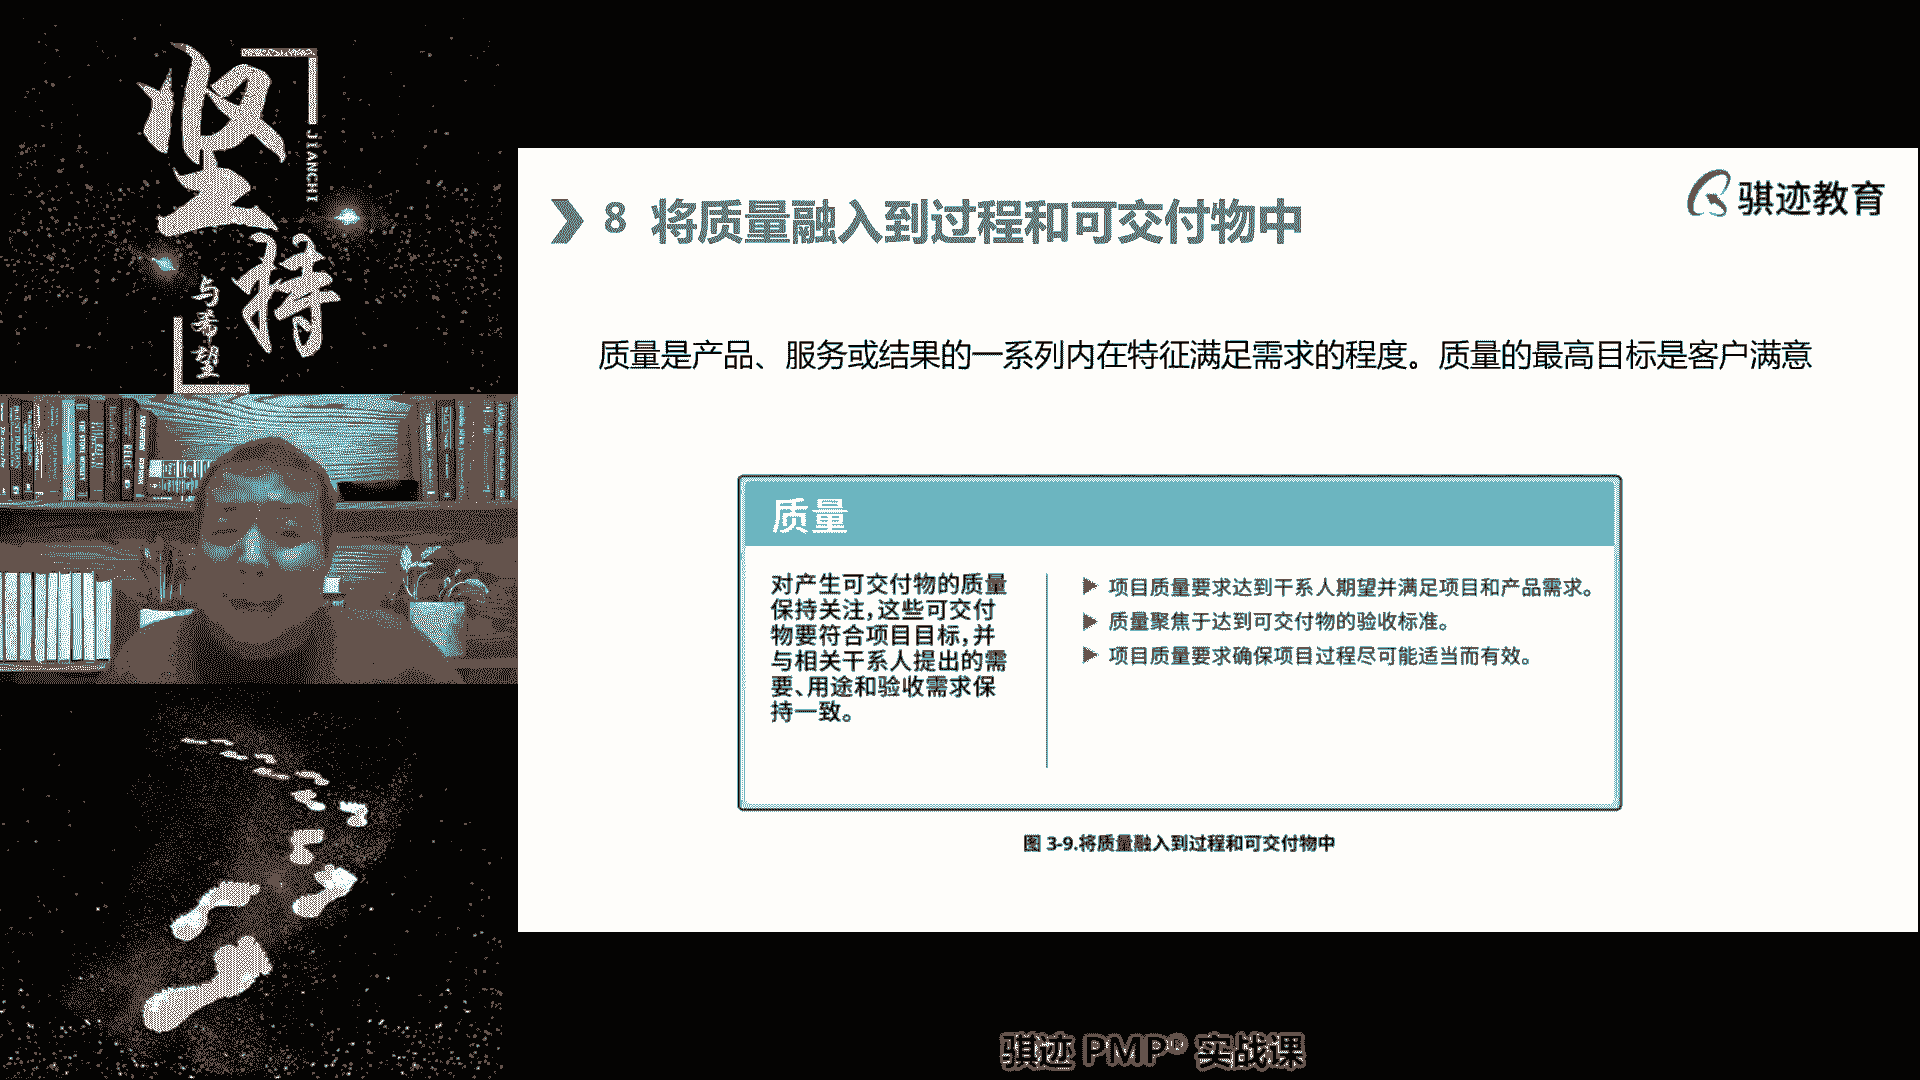 坚持
JIANCHI
与希望
骐迹教育
8 将质量融入到过程和可交付物中
质量是产品、服务或结果的一系列内在特征满足需求的程度。质量的最高目标是客户满意
质量
对产生可交付物的质量
保持关注，这些可交付
物要符合项目目标，并
与相关干系人提出的需
要、用途和验收需求保
持一致。
▶ 项目质量要求达到干系人期望并满足项目和产品需求。
▶ 质量聚焦于达到可交付物的验收标准。
▶ 项目质量要求确保项目过程尽可能适当而有效。
图 3-9.将质量融入到过程和可交付物中
骐迹 PMP® 实战课